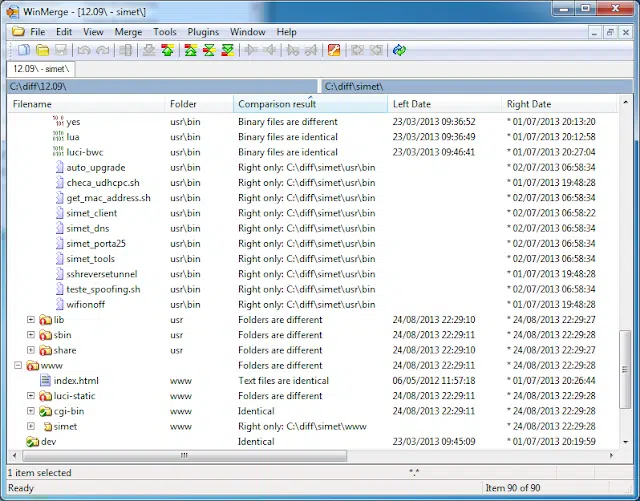 WinMerge - [12.09\ - simet\]
File Edit View Merge Tools Plugins Window Help
12.09\ - simet\
C:\diff\12.09\ C:\diff\simet\
Filename Folder Comparison result Left Date Right Date
yes usr\bin Binary files are different 23/03/2013 09:36:52 * 01/07/2013 20:13:20
lua usr\bin Binary files are identical 23/03/2013 09:36:49 * 01/07/2013 20:12:58
luci-bwc usr\bin Binary files are identical 23/03/2013 09:46:41 * 01/07/2013 20:27:04
auto_upgrade usr\bin Right only: C:\diff\simet\usr\bin * 02/07/2013 06:58:34
checa_udhcpc.sh usr\bin Right only: C:\diff\simet\usr\bin * 01/07/2013 19:48:28
get_mac_address.sh usr\bin Right only: C:\diff\simet\usr\bin * 02/07/2013 06:58:34
simet_client usr\bin Right only: C:\diff\simet\usr\bin * 02/07/2013 06:58:22
simet_dns usr\bin Right only: C:\diff\simet\usr\bin * 02/07/2013 06:58:34
simet_porta25 usr\bin Right only: C:\diff\simet\usr\bin * 02/07/2013 06:58:34
simet_tools usr\bin Right only: C:\diff\simet\usr\bin * 02/07/2013 06:58:34
sshreversetunnel usr\bin Right only: C:\diff\simet\usr\bin * 01/07/2013 19:48:28
teste_spoofing.sh usr\bin Right only: C:\diff\simet\usr\bin * 02/07/2013 06:58:34
wifionoff usr\bin Right only: C:\diff\simet\usr\bin * 01/07/2013 19:48:28
lib usr Folders are different 24/08/2013 22:29:10 * 24/08/2013 22:29:27
sbin usr Folders are different 24/08/2013 22:29:11 * 24/08/2013 22:29:28
share usr Folders are different 24/08/2013 22:29:10 * 24/08/2013 22:29:27
www Folders are different 24/08/2013 22:29:11 * 24/08/2013 22:29:28
index.html www Text files are identical 06/05/2012 11:57:18 * 01/07/2013 20:26:44
luci-static www Folders are different 24/08/2013 22:29:11 * 24/08/2013 22:29:28
cgi-bin www Identical 24/08/2013 22:29:11 * 24/08/2013 22:29:28
simet www Right only: C:\diff\simet\www * 24/08/2013 22:29:28
dev Identical 23/03/2013 09:45:09 * 01/07/2013 20:19:59
1 item selected *.*
Ready Item 90 of 90